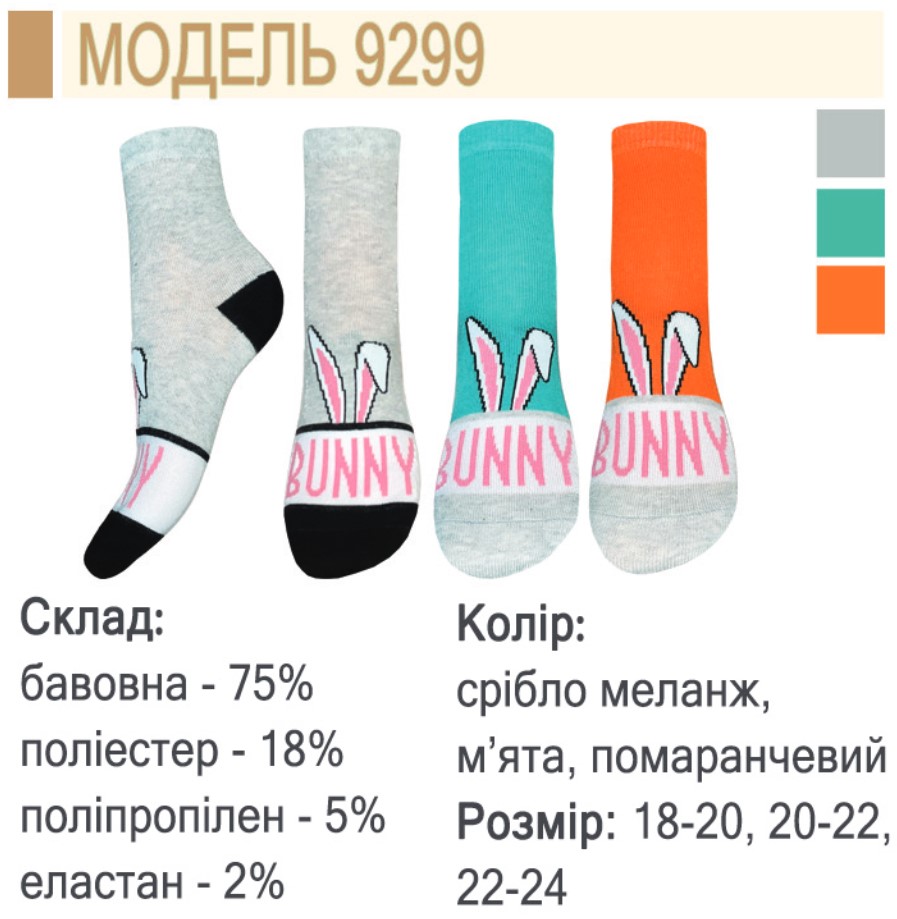 МОДЕЛЬ 9299
NY
BUNNY
BUNNY
BUNNY
Склад:
бавовна - 75%
поліестер - 18%
поліпропілен - 5%
еластан - 2%
Колір:
срібло меланж,
м’ята, помаранчевий
Розмір: 18-20, 20-22,
22-24